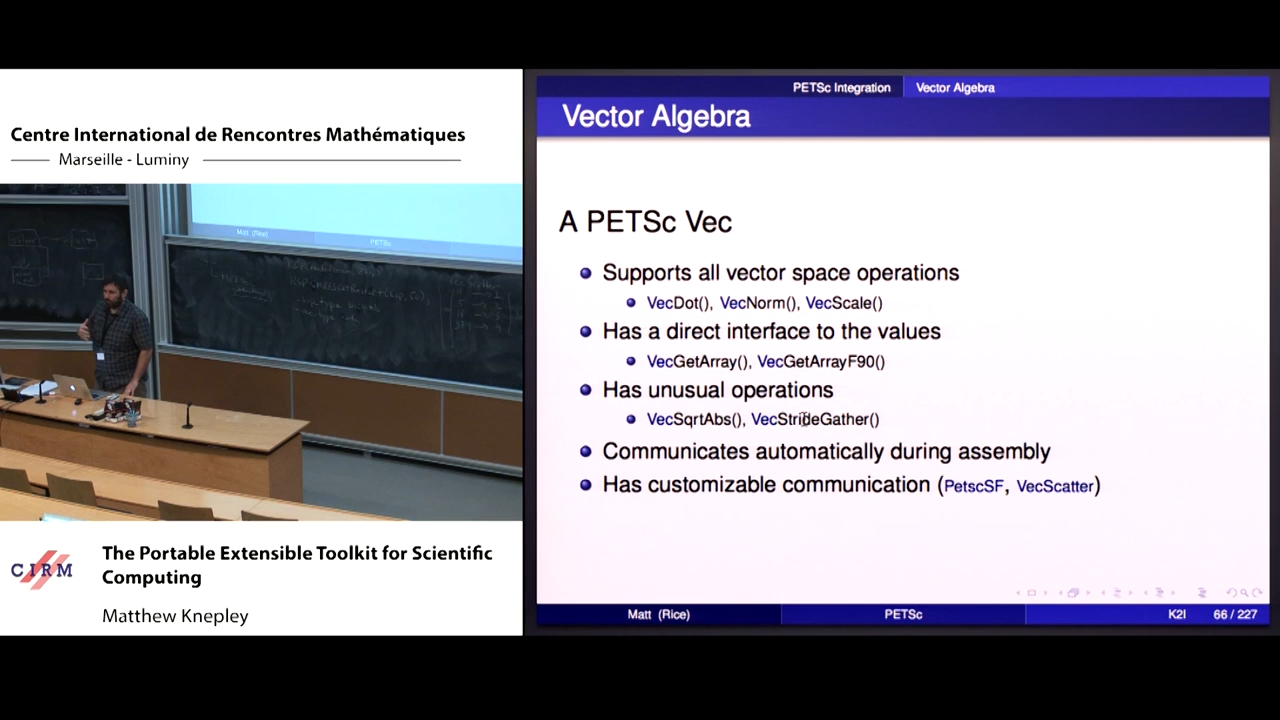 Centre International de Rencontres Mathématiques
Marseille - Luminy
Matt (Rice)
PETSc
CIRM
The Portable Extensible Toolkit for Scientific
Computing
Matthew Knepley
PETSc Integration
Vector Algebra
Vector Algebra
A PETSc Vec
Supports all vector space operations
VecDot(), VecNorm(), VecScale()
Has a direct interface to the values
VecGetArray(), VecGetArrayF90()
Has unusual operations
VecSqrtAbs(), VecStrideGather()
Communicates automatically during assembly
Has customizable communication (PetscSF, VecScatter)
Matt (Rice)
PETSc
K2I
66 / 227